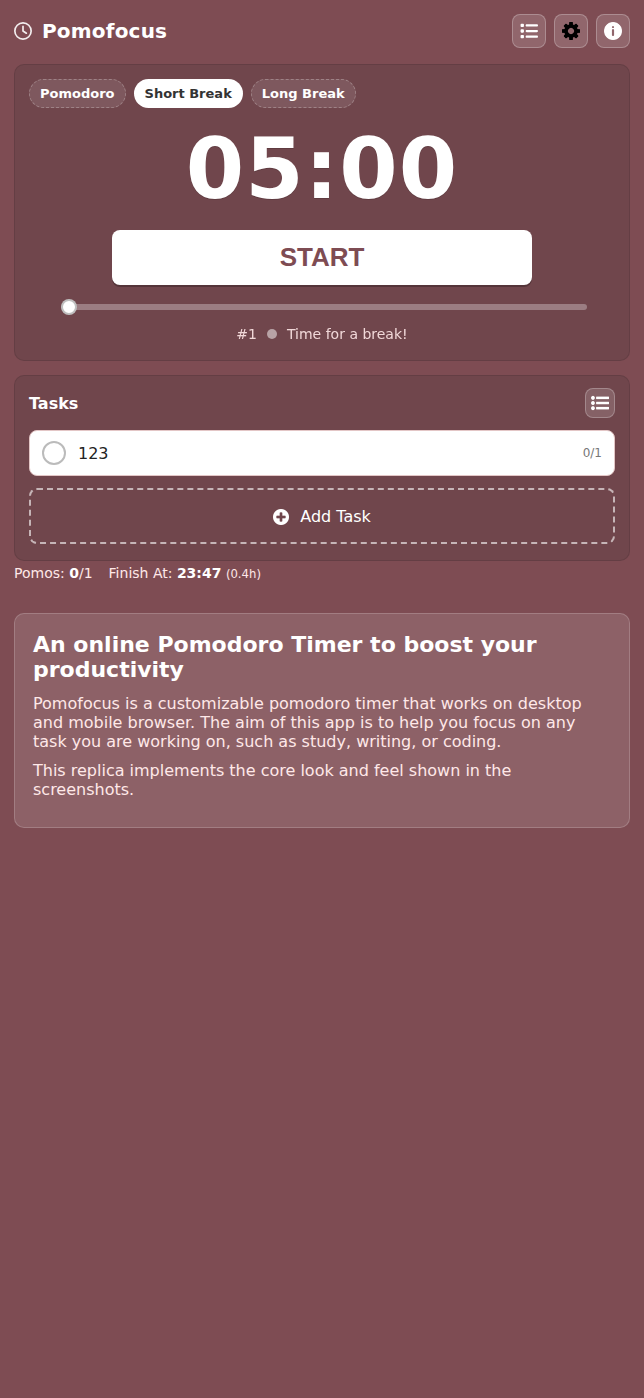 Pomofocus
Pomodoro Short Break Long Break
05:00
START
#1 Time for a break!
Tasks
123 0/1
Add Task
Pomos: 0/1 Finish At: 23:47 (0.4h)
An online Pomodoro Timer to boost your
productivity
Pomofocus is a customizable pomodoro timer that works on desktop
and mobile browser. The aim of this app is to help you focus on any
task you are working on, such as study, writing, or coding.
This replica implements the core look and feel shown in the
screenshots.